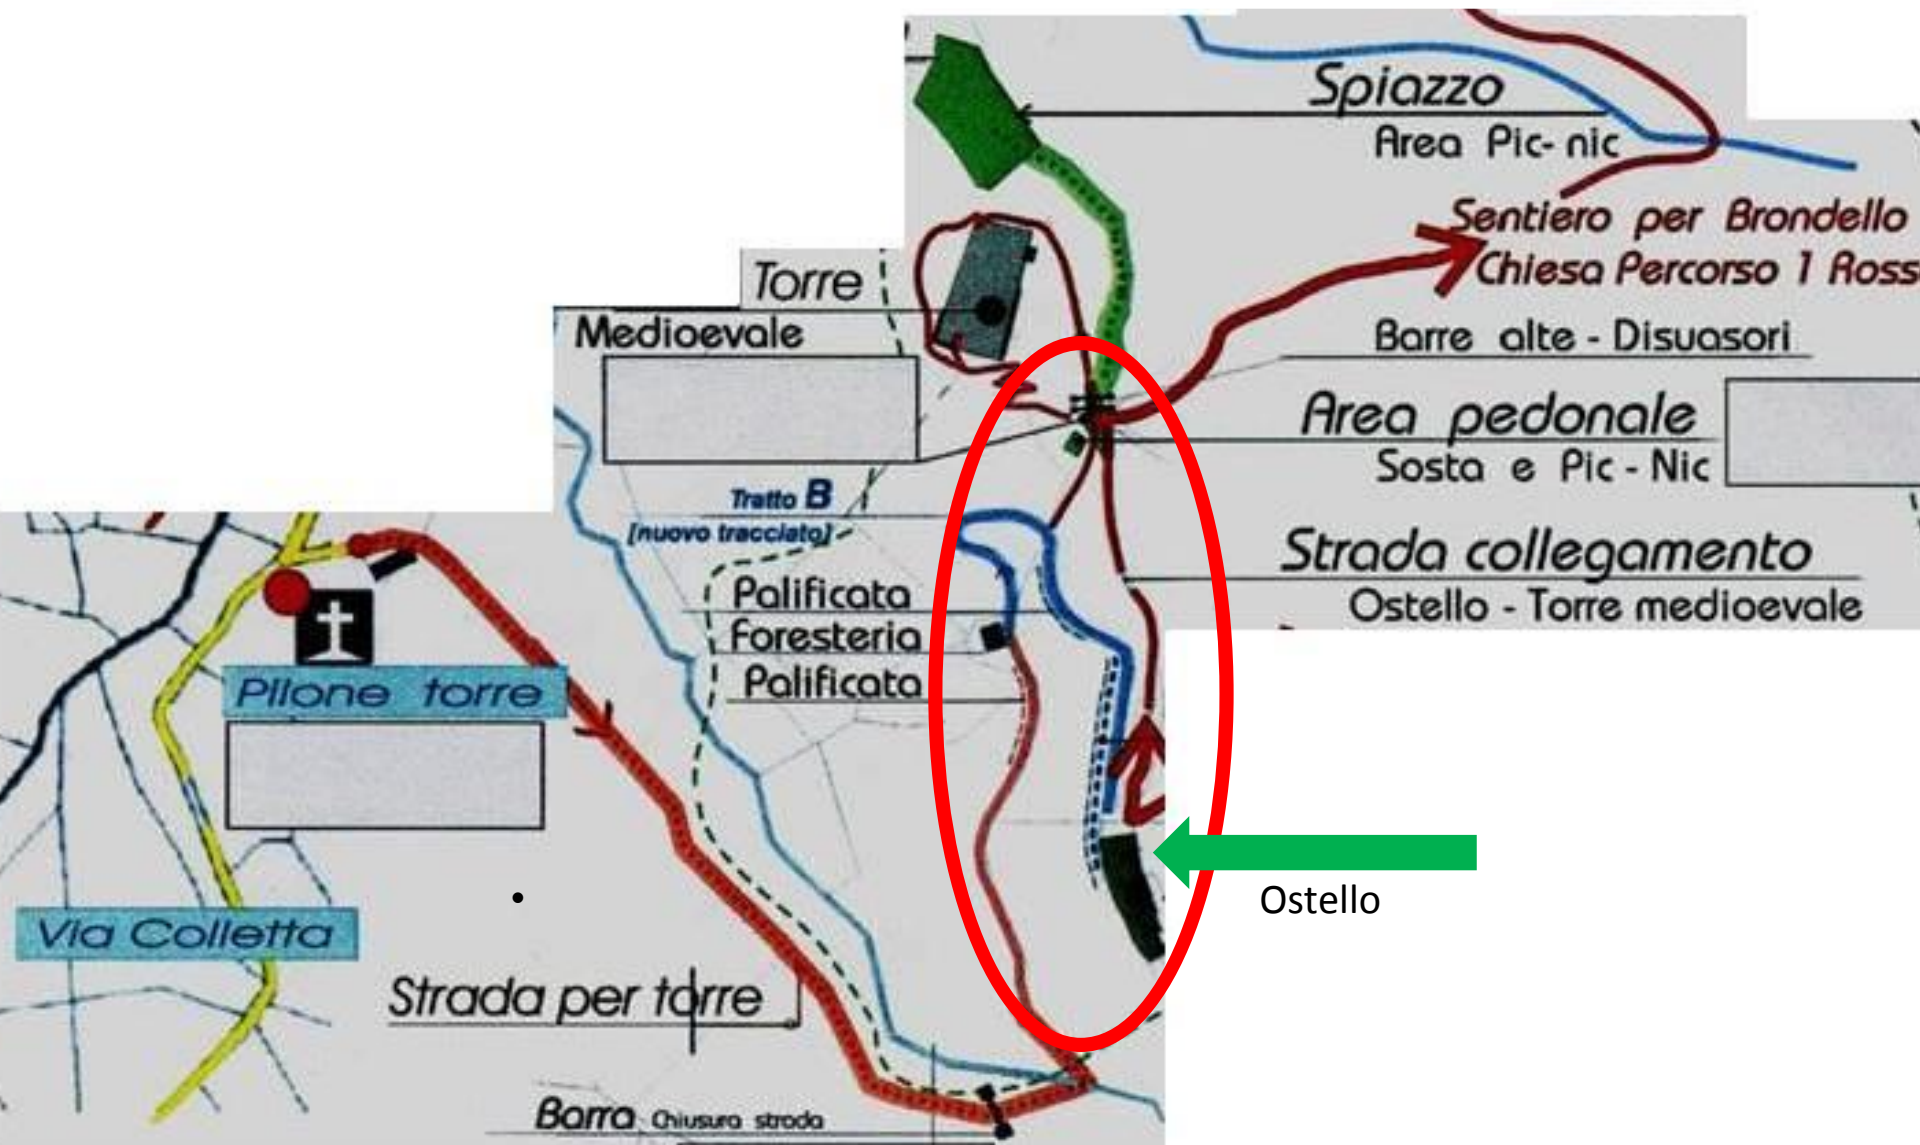 Spiazzo
Area Pic-nic
Sentiero per Brondello
Chiesa Percorso 1 Ross
Torre
Medioevale
Barre alte - Disuasori
Area pedonale
Sosta e Pic - Nic
Tratto B
[nuovo tracciato]
Strada collegamento
Ostello - Torre medioevale
Palificata
Foresteria
Palificata
Pilone torre
Ostello
Via Colletta
Strada per torre
Barra Chiusura strada